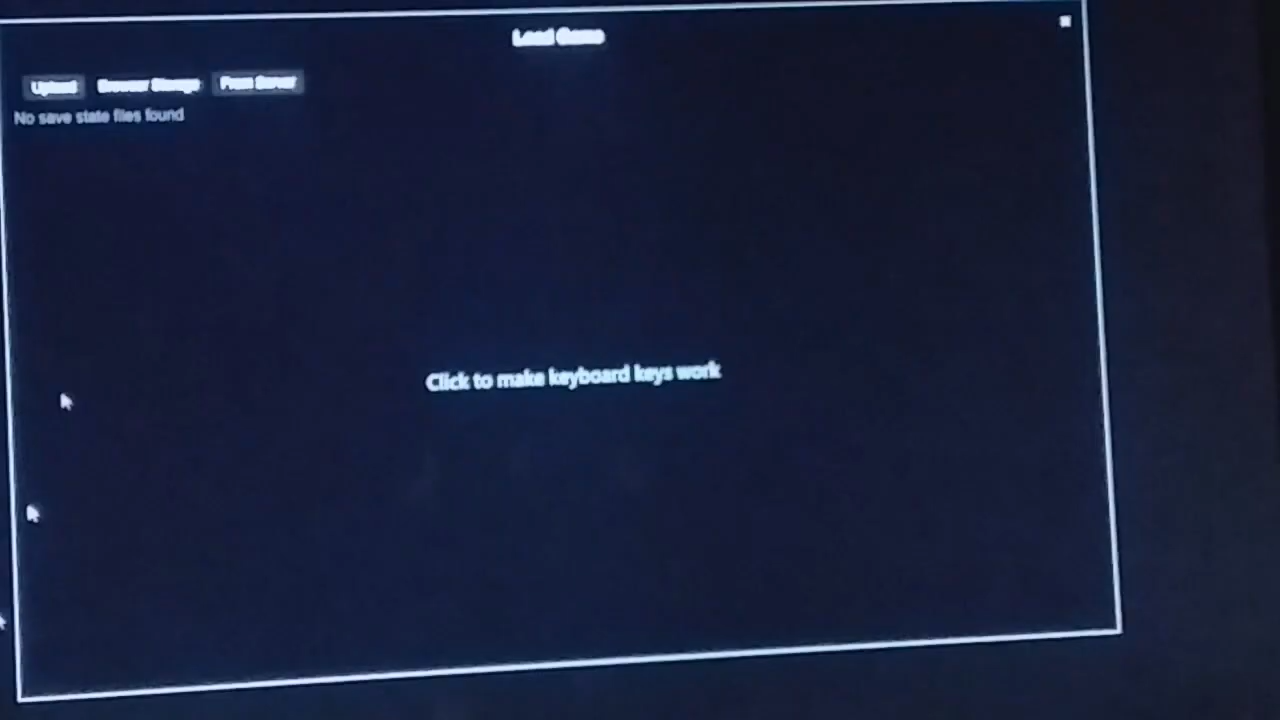 Load Game
Upload Browser Storage From Server
No save state files found
Click to make keyboard keys work